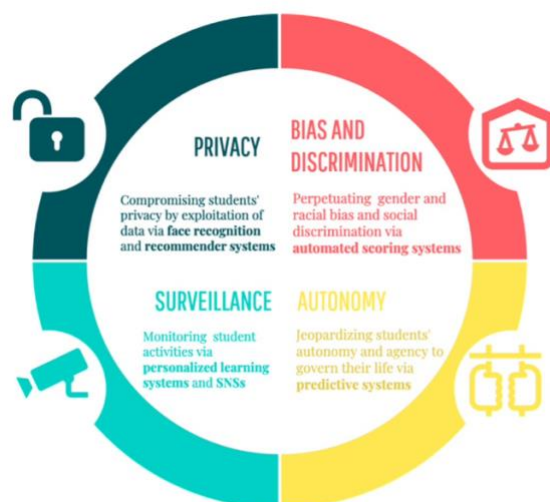 PRIVACY
Compromising students'
privacy by exploitation of
data via face recognition
and recommender systems
BIAS AND
DISCRIMINATION
Perpetuating gender and
racial bias and social
discrimination via
automated scoring systems
SURVEILLANCE
Monitoring student
activities via
personalized learning
systems and SNSs
AUTONOMY
Jeopardizing students'
autonomy and agency to
govern their life via
predictive systems